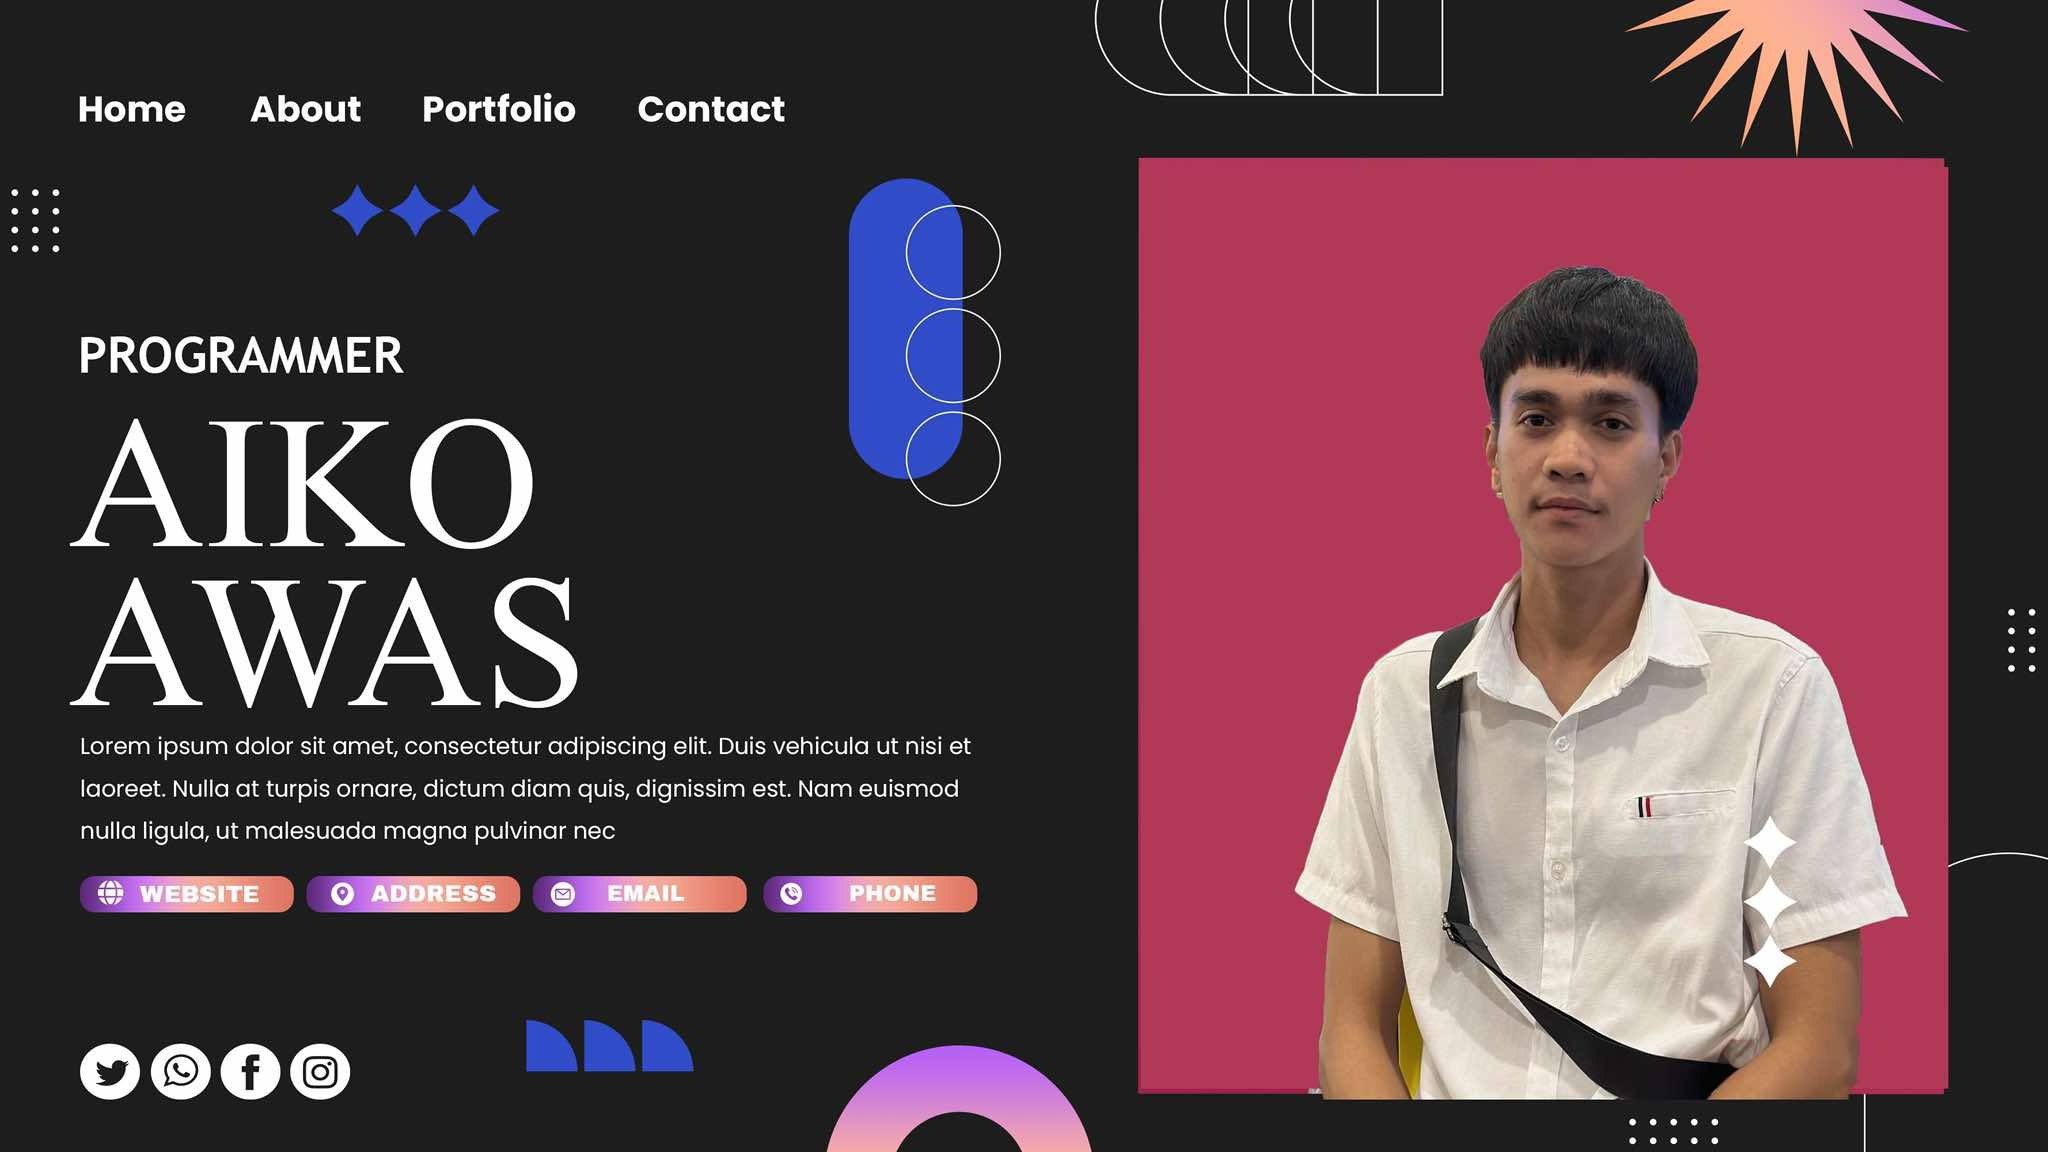 Home About Portfolio Contact
PROGRAMMER
AIKO
AWAS
Lorem ipsum dolor sit amet, consectetur adipiscing elit. Duis vehicula ut nisi et
laoreet. Nulla at turpis ornare, dictum diam quis, dignissim est. Nam euismod
nulla ligula, ut malesuada magna pulvinar nec
WEBSITE ADDRESS EMAIL PHONE